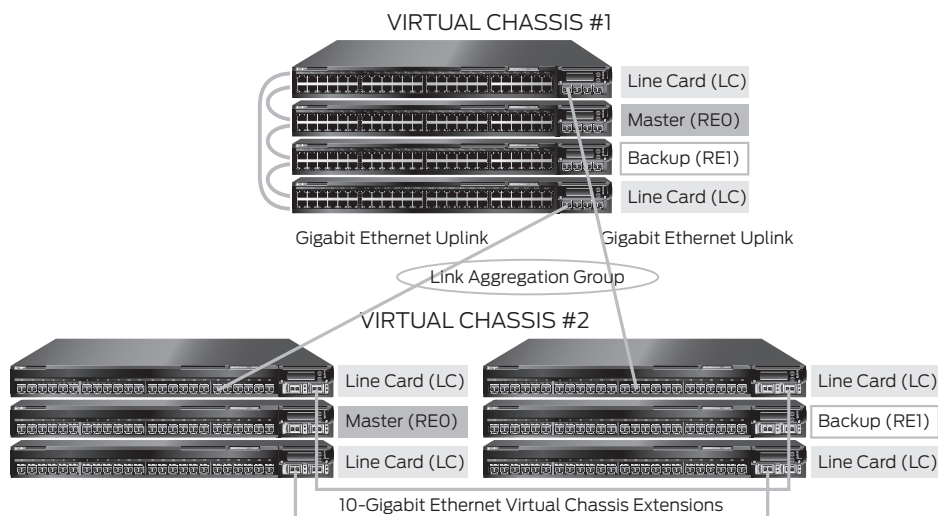 VIRTUAL CHASSIS #1
Line Card (LC)
Master (RE0)
Backup (RE1)
Line Card (LC)
Gigabit Ethernet Uplink
Gigabit Ethernet Uplink
Link Aggregation Group
VIRTUAL CHASSIS #2
Line Card (LC)
Line Card (LC)
Master (RE0)
Backup (RE1)
Line Card (LC)
Line Card (LC)
10-Gigabit Ethernet Virtual Chassis Extensions